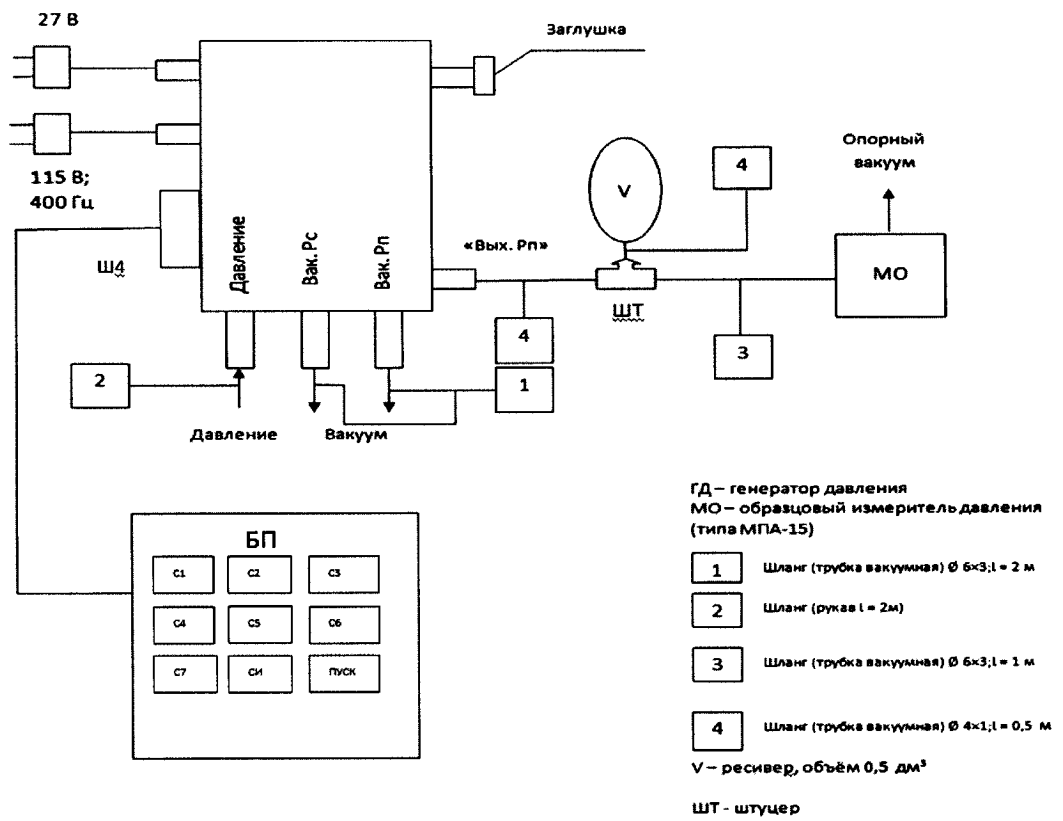 27 В
Заглушка
115 В;
400 Гц
Ш4
Давление
Вак. Рс
Вак. Рп
«Вых. Рп»
V
4
Опорный
вакуум
МО
ШТ
4
3
2
1
Давление
Вакуум
БП
С1
С2
С3
С4
С5
С6
С7
СИ
ПУСК
ГД – генератор давления
МО – образцовый измеритель давления
(типа МПА-15)
1 Шланг (трубка вакуумная) Ø 6×3; l = 2 м
2 Шланг (рукав l = 2м)
3 Шланг (трубка вакуумная) Ø 6×3; l = 1 м
4 Шланг (трубка вакуумная) Ø 4×1; l = 0,5 м
V – ресивер, объём 0,5 дм³
ШТ - штуцер